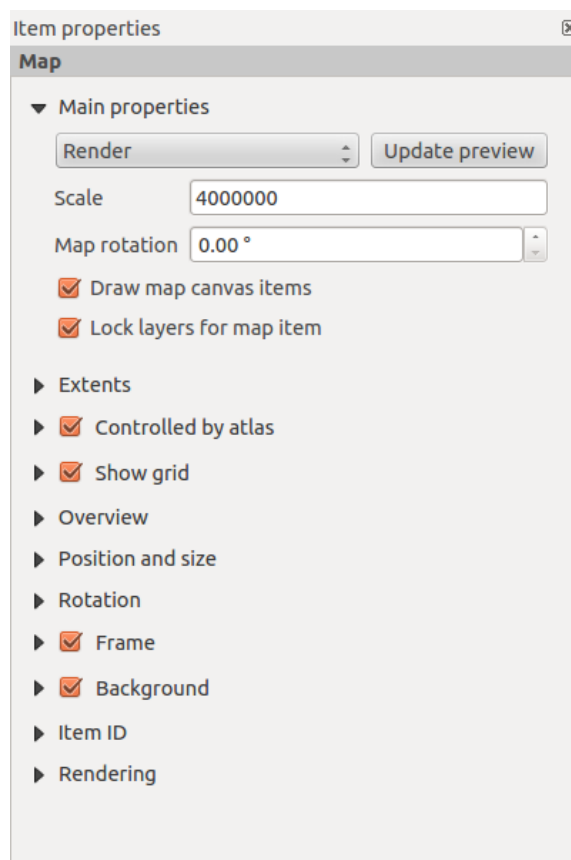 Item properties
Map
Main properties
Render Update preview
Scale 4000000
Map rotation 0.00 °
Draw map canvas items
Lock layers for map item
Extents
Controlled by atlas
Show grid
Overview
Position and size
Rotation
Frame
Background
Item ID
Rendering